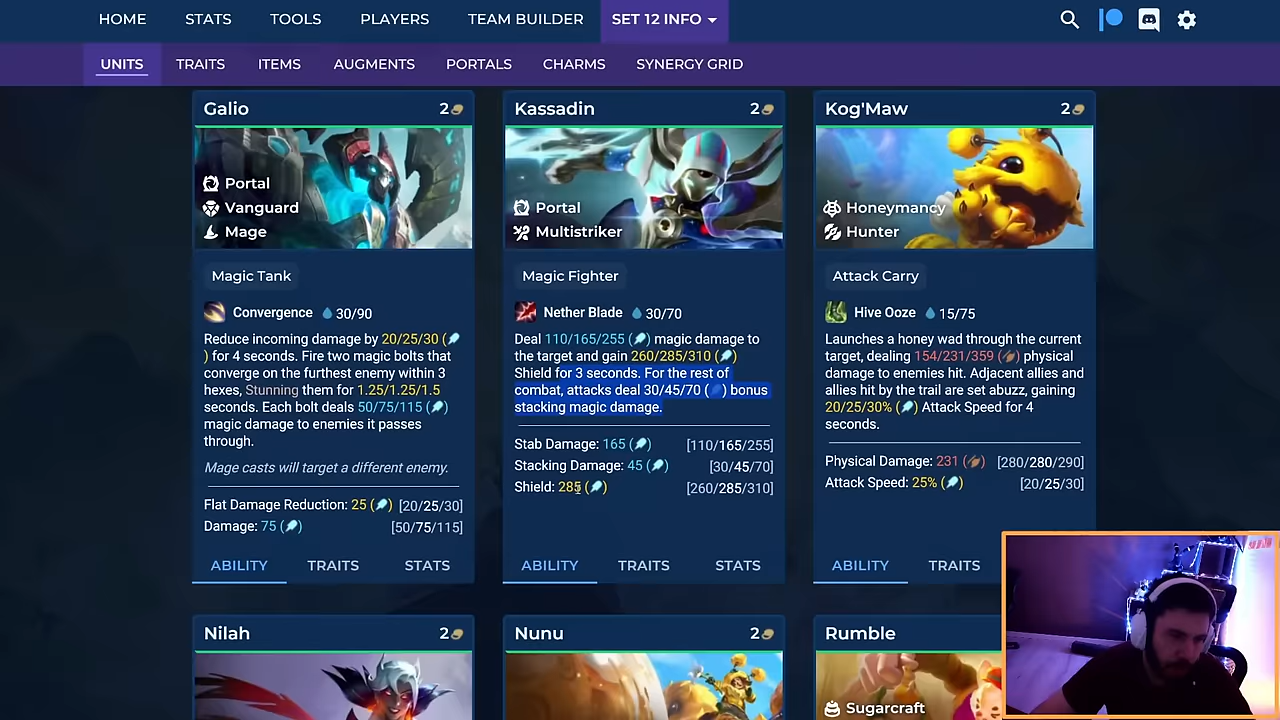 HOME
STATS
TOOLS
PLAYERS
TEAM BUILDER
SET 12 INFO
UNITS
TRAITS
ITEMS
AUGMENTS
PORTALS
CHARMS
SYNERGY GRID
Galio
2
Portal
Vanguard
Mage
Magic Tank
Convergence 30/90
Reduce incoming damage by 20/25/30 (
) for 4 seconds. Fire two magic bolts that
converge on the furthest enemy within 3
hexes, Stunning them for 1.25/1.25/1.5
seconds. Each bolt deals 50/75/115 ( )
magic damage to enemies it passes
through.
Mage casts will target a different enemy.
Flat Damage Reduction: 25 ( ) [20/25/30]
Damage: 75 ( ) [50/75/115]
ABILITY
TRAITS
STATS
Kassadin
2
Portal
Multistriker
Magic Fighter
Nether Blade 30/70
Deal 110/165/255 ( ) magic damage to
the target and gain 260/285/310 ( )
Shield for 3 seconds. For the rest of
combat, attacks deal 30/45/70 ( ) bonus
stacking magic damage.
Stab Damage: 165 ( ) [110/165/255]
Stacking Damage: 45 ( ) [30/45/70]
Shield: 285 ( ) [260/285/310]
ABILITY
TRAITS
STATS
Kog'Maw
2
Honeymancy
Hunter
Attack Carry
Hive Ooze 15/75
Launches a honey wad through the current
target, dealing 154/231/359 ( ) physical
damage to enemies hit. Adjacent allies and
allies hit by the trail are set abuzz, gaining
20/25/30% ( ) Attack Speed for 4
seconds.
Physical Damage: 231 ( ) [280/280/290]
Attack Speed: 25% ( ) [20/25/30]
ABILITY
TRAITS
Nilah
2
Nunu
2
Rumble
Sugarcraft